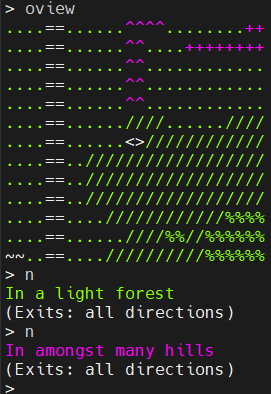 > oview
....==......^^^^........++
....==......^^....++++++++
....==......^^............
....==......^^............
....==......^^............
....==......////......////
....==......<>////////////
....==..//////////////////
....==..//////////////////
....==..//////////////////
....==....////////////%%%%
....==......////%%//%%%%%%
~~..==....//////////%%%%%%
> n
In a light forest
(Exits: all directions)
> n
In amongst many hills
(Exits: all directions)
>